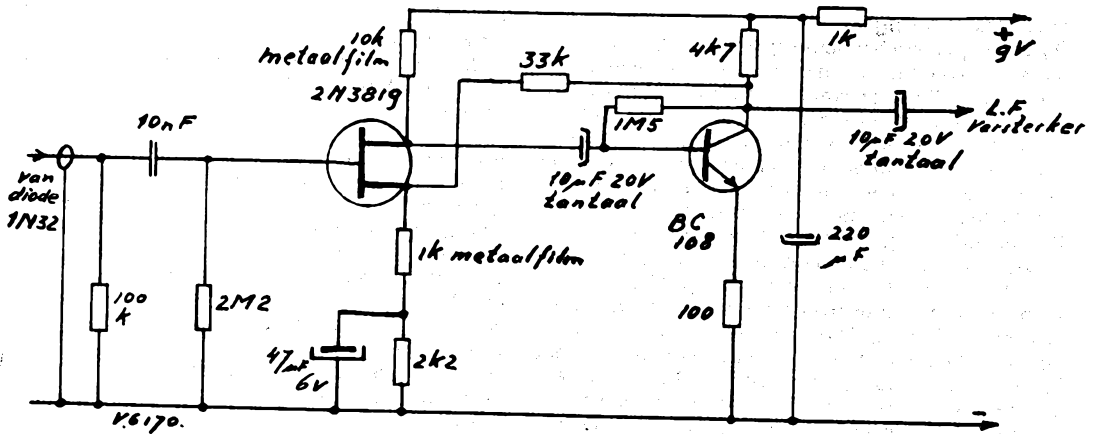 10k
metaalfilm
2N3819
33k
4k7
1k
+
9V
10nF
1M5
L.F.
versterker
10µF 20V
tantaal
van
diode
1N32
10µF 20V
tantaal
BC
108
220
µF
1k metaalfilm
100
k
2M2
100
47µF
6V
2k2
-
V.6170.